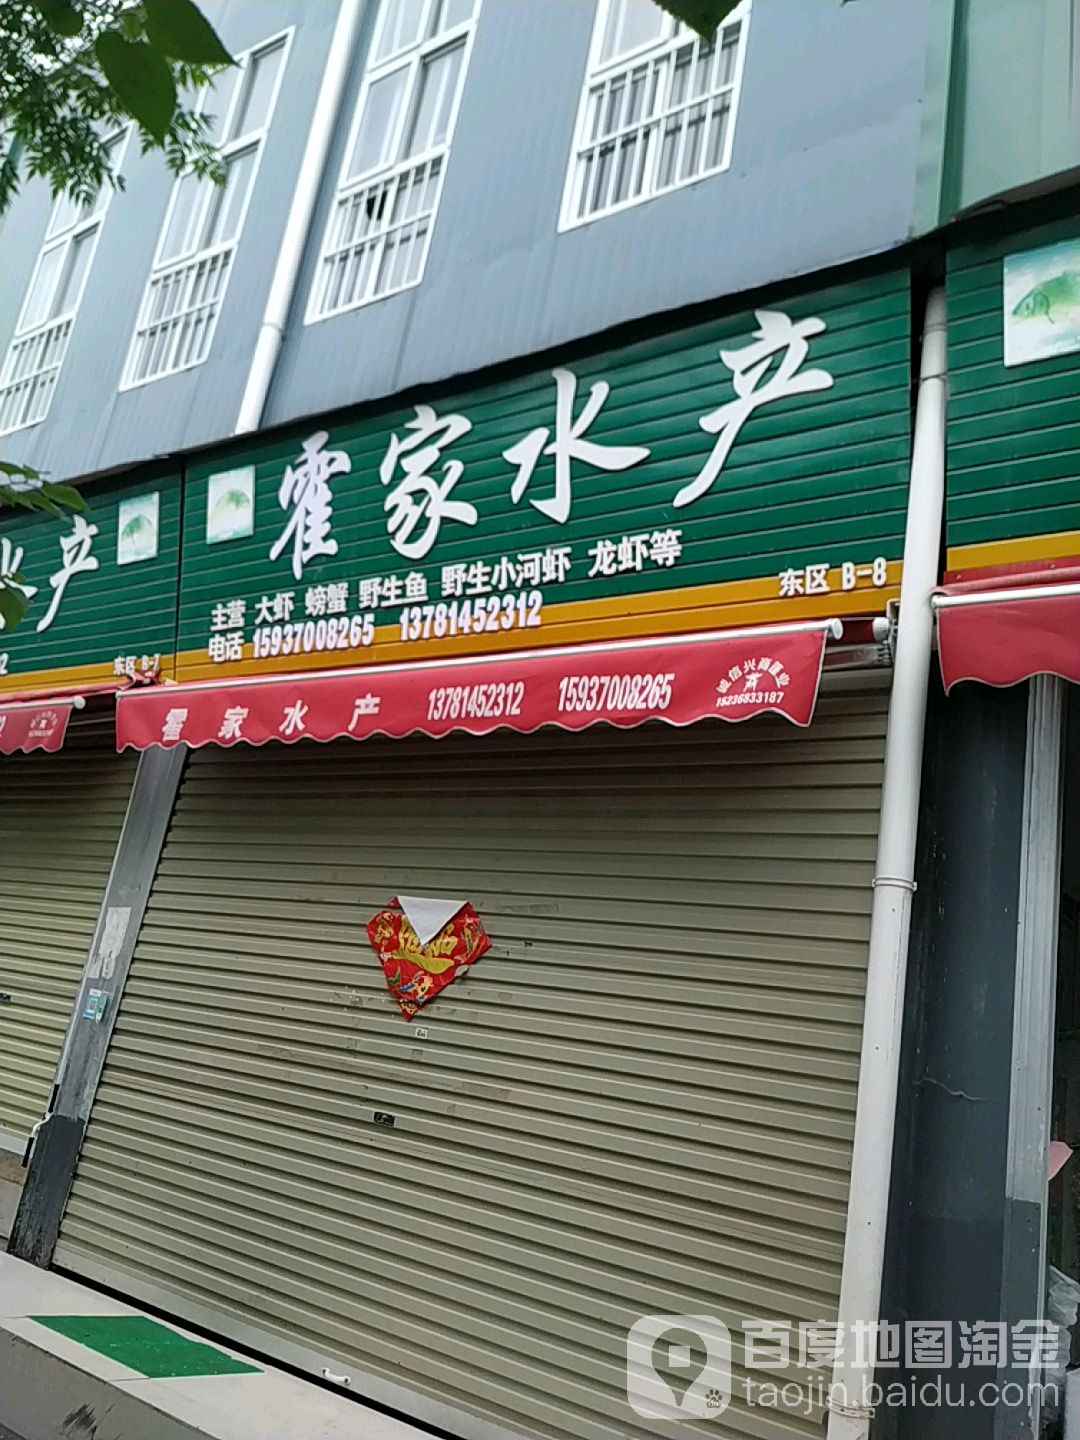 霍家水产
主营 大虾 螃蟹 野生鱼 野生小河虾 龙虾等
电话 15937008265 13781452312
东区 B-8
水产
东区 B-7
霍家水产 13781452312 15937008265
15236833187
百度地图淘金
taojin.baidu.com